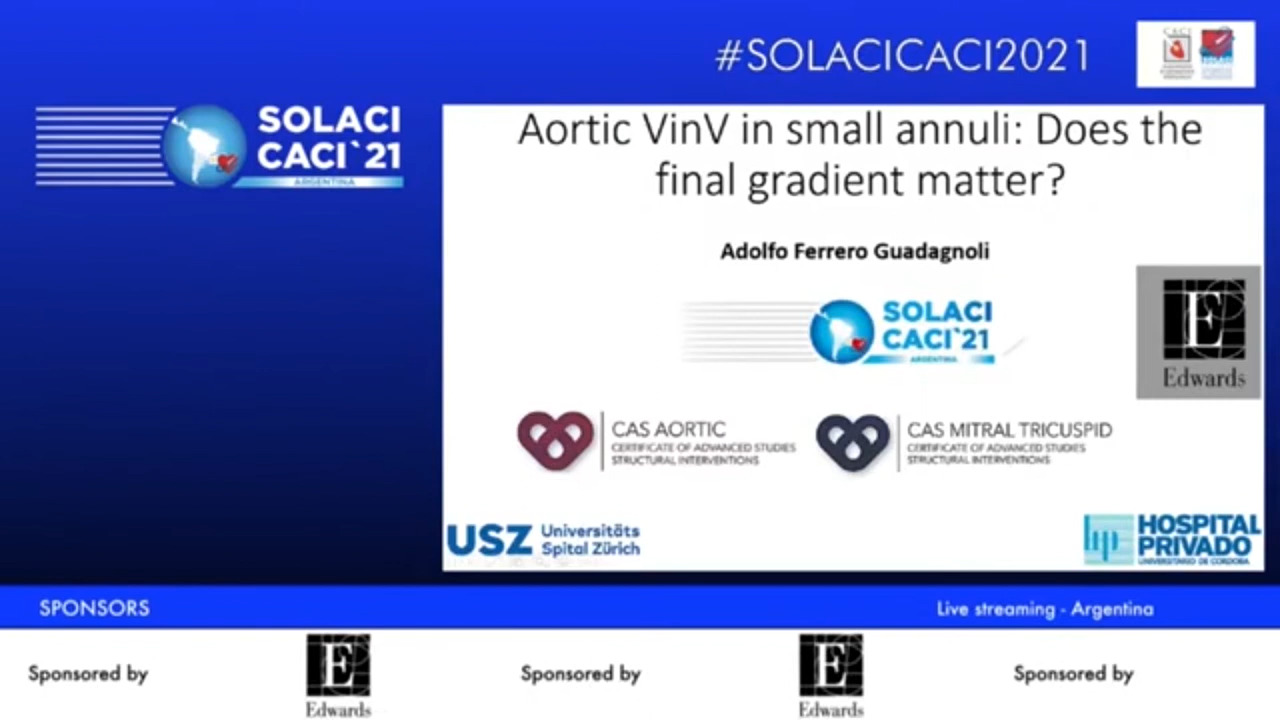 #SOLACICACI2021
CACI
SOLACI
CACI`21
ARGENTINA
Aortic VinV in small annuli: Does the
final gradient matter?
Adolfo Ferrero Guadagnoli
SOLACI
CACI`21
ARGENTINA
E
Edwards
CAS AORTIC
CERTIFICATE OF ADVANCED STUDIES
STRUCTURAL INTERVENTIONS
CAS MITRAL TRICUSPID
CERTIFICATE OF ADVANCED STUDIES
STRUCTURAL INTERVENTIONS
USZ Universitäts
Spital Zürich
hp HOSPITAL
PRIVADO
UNIVERSITARIO DE CÓRDOBA
SPONSORS
Live streaming - Argentina
Sponsored by
E
Edwards
Sponsored by
E
Edwards
Sponsored by